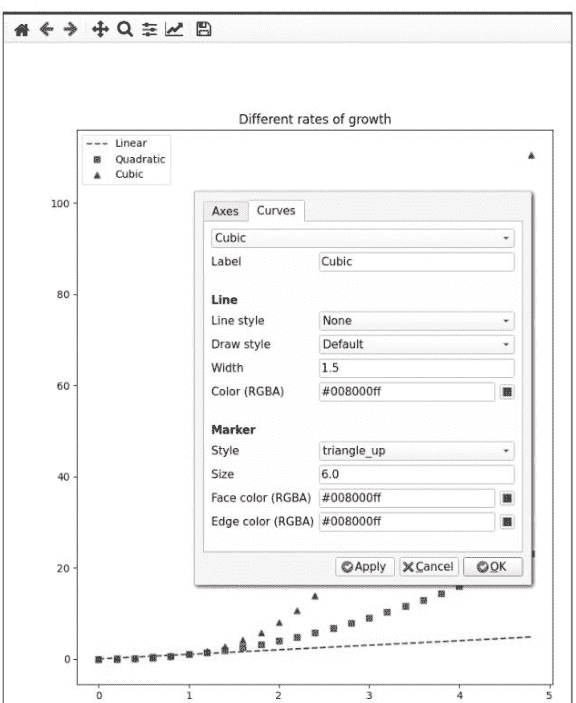 Different rates of growth
Linear
Quadratic
Cubic
100
80
60
40
20
0
0 1 2 3 4 5
Axes Curves
Cubic
Label Cubic
Line
Line style None
Draw style Default
Width 1.5
Color (RGBA) #008000ff
Marker
Style triangle_up
Size 6.0
Face color (RGBA) #008000ff
Edge color (RGBA) #008000ff
Apply Cancel OK